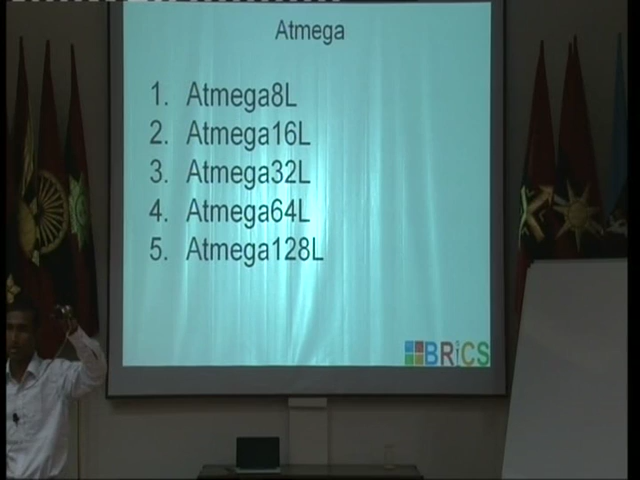 Atmega
1. Atmega8L
2. Atmega16L
3. Atmega32L
4. Atmega64L
5. Atmega128L
BRiCS